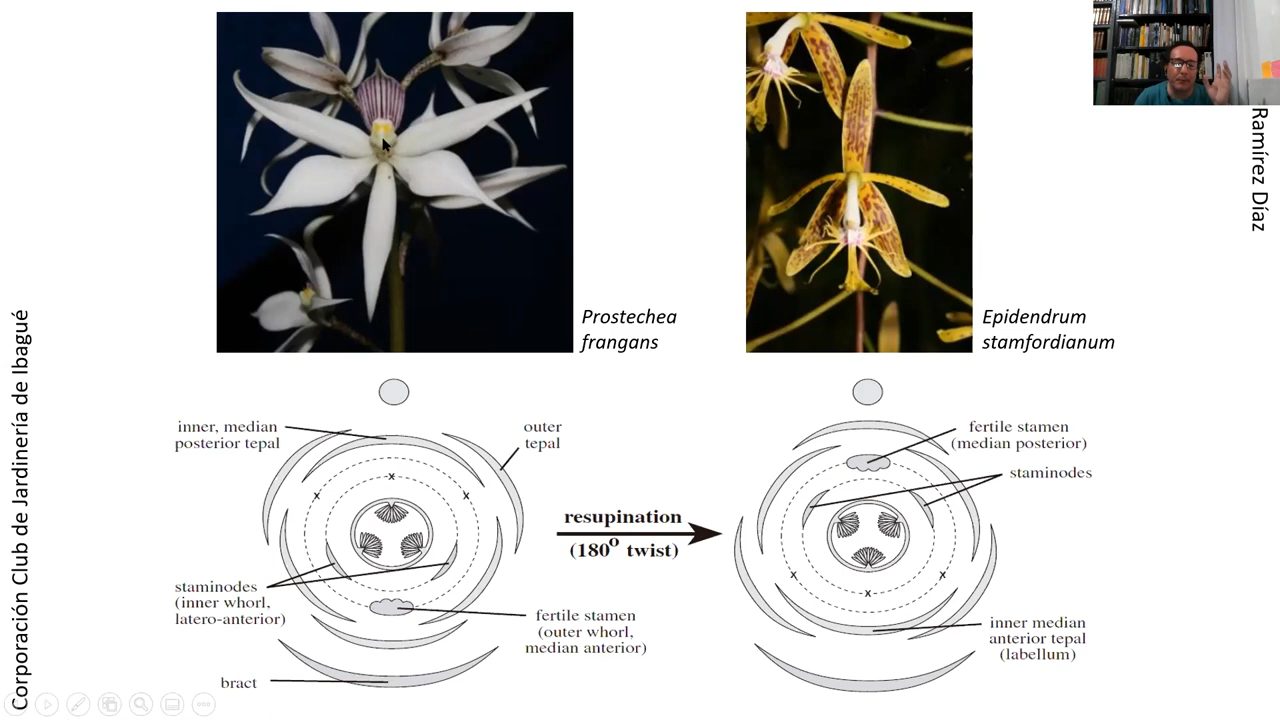 Corporación Club de Jardinería de Ibagué
Ramírez Díaz
Prostechea
frangans
Epidendrum
stamfordianum
inner, median
posterior tepal
outer
tepal
staminodes
(inner whorl,
latero-anterior)
fertile stamen
(outer whorl,
median anterior)
bract
x
x
x
resupination
(180º twist)
fertile stamen
(median posterior)
staminodes
x
x
x
inner median
anterior tepal
(labellum)